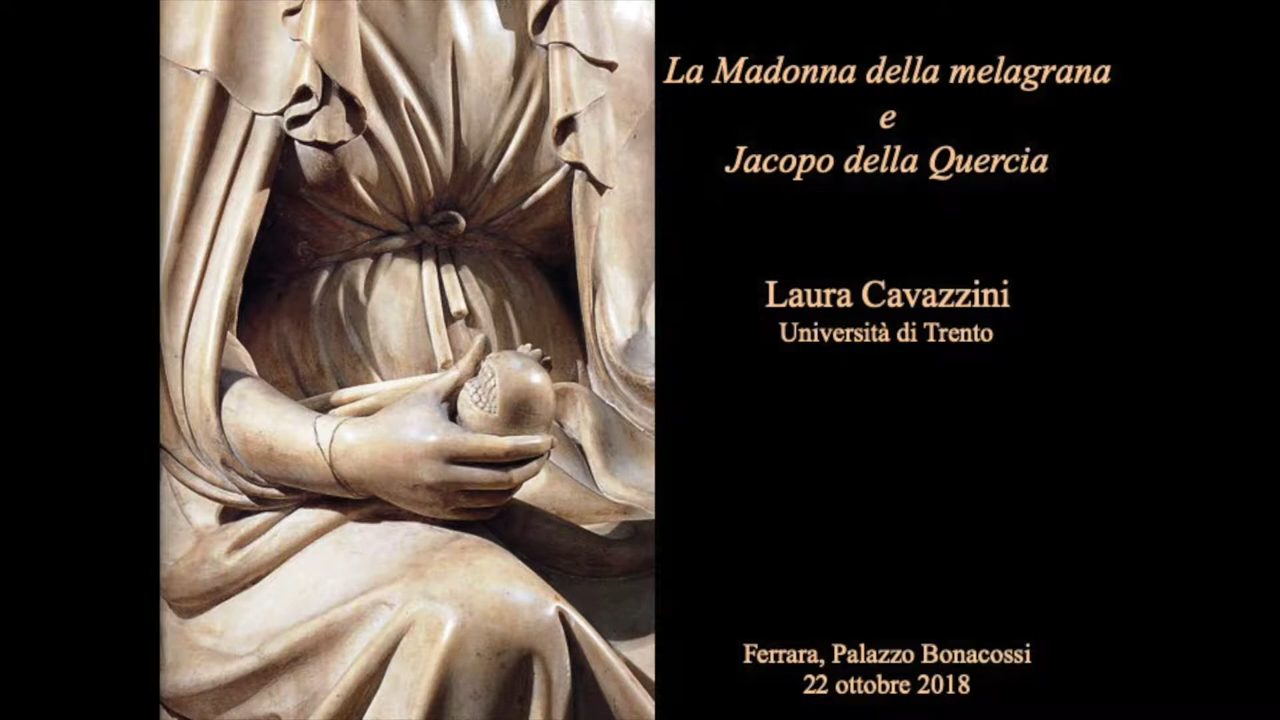 La Madonna della melagrana
e
Jacopo della Quercia
Laura Cavazzini
Università di Trento
Ferrara, Palazzo Bonacossi
22 ottobre 2018